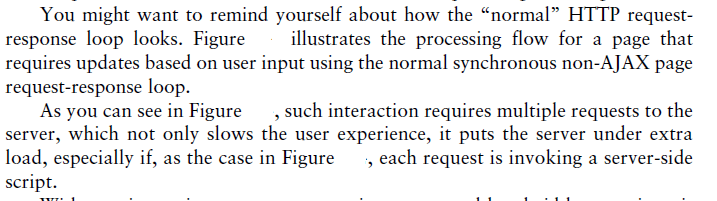 You might want to remind yourself about how the “normal” HTTP request-
response loop looks. Figure illustrates the processing flow for a page that
requires updates based on user input using the normal synchronous non-AJAX page
request-response loop.
As you can see in Figure , such interaction requires multiple requests to the
server, which not only slows the user experience, it puts the server under extra
load, especially if, as the case in Figure , each request is invoking a server-side
script.